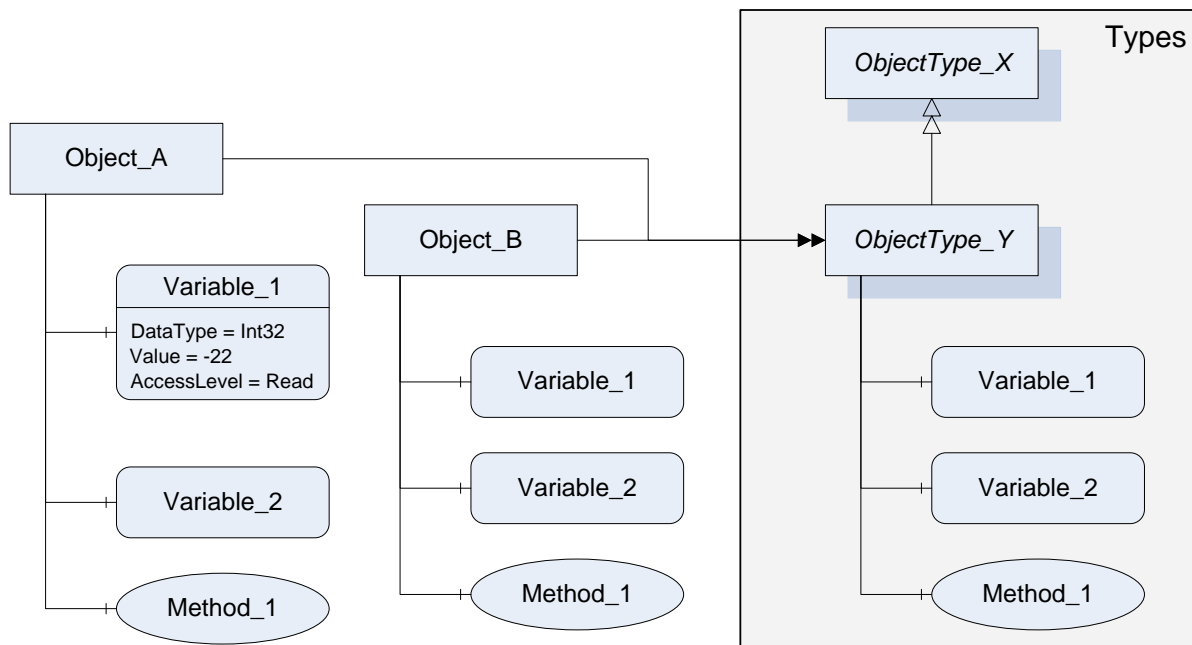 Types
ObjectType_X
Object_A
Object_B
ObjectType_Y
Variable_1
DataType = Int32
Value = -22
AccessLevel = Read
Variable_1
Variable_1
Variable_2
Variable_2
Variable_2
Method_1
Method_1
Method_1